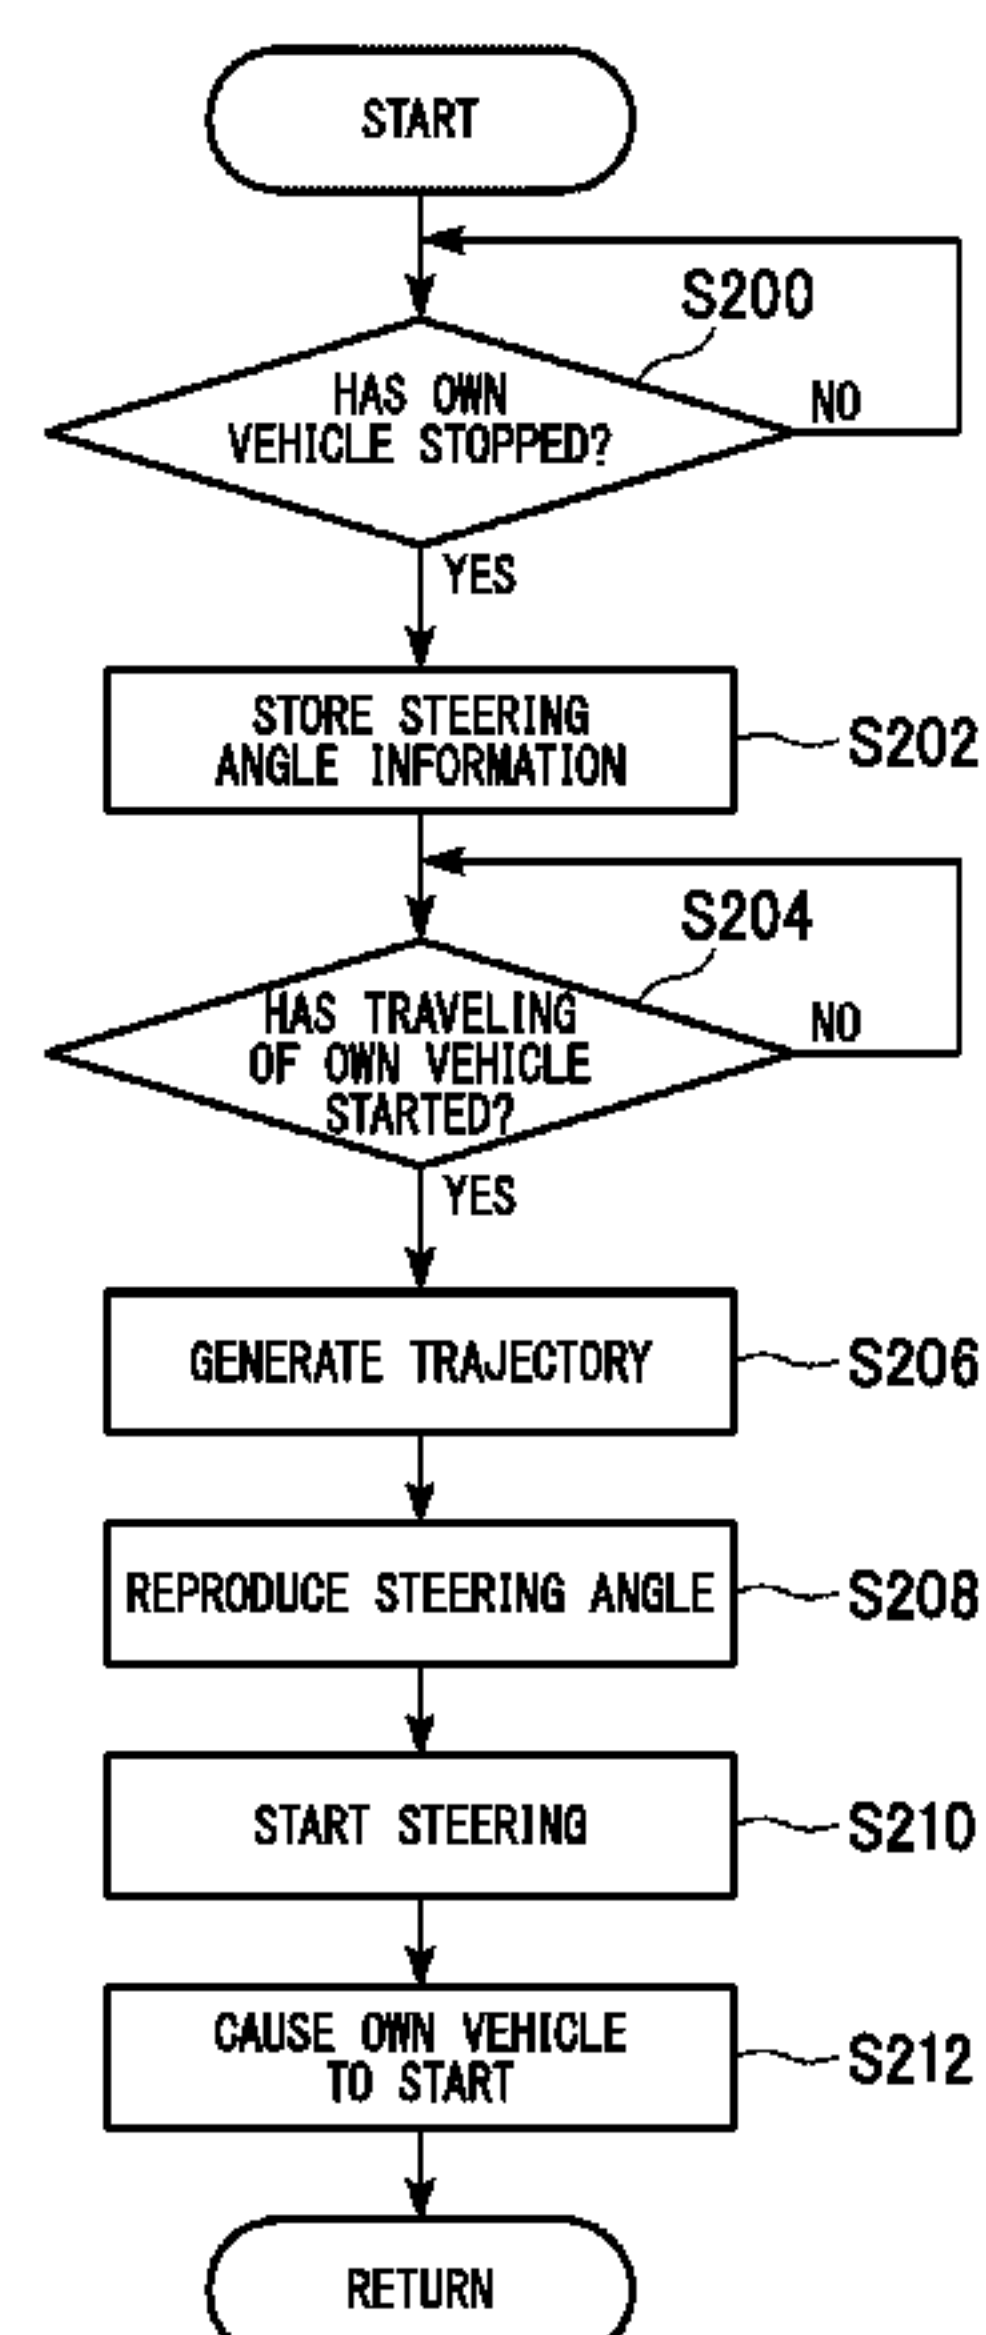 START
S200
HAS OWN
VEHICLE STOPPED?
NO
YES
STORE STEERING
ANGLE INFORMATION
S202
S204
HAS TRAVELING
OF OWN VEHICLE
STARTED?
NO
YES
GENERATE TRAJECTORY
S206
REPRODUCE STEERING ANGLE
S208
START STEERING
S210
CAUSE OWN VEHICLE
TO START
S212
RETURN